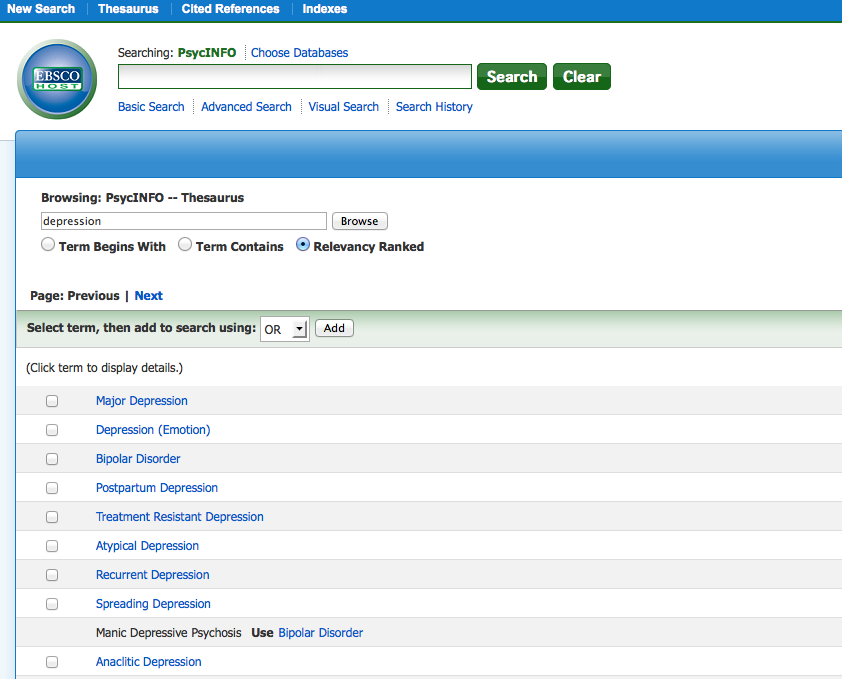 New Search Thesaurus Cited References Indexes
Searching: PsycINFO Choose Databases
EBSCO
HOST
Search Clear
Basic Search Advanced Search Visual Search Search History
Browsing: PsycINFO -- Thesaurus
depression Browse
Term Begins With Term Contains Relevancy Ranked
Page: Previous | Next
Select term, then add to search using: OR Add
(Click term to display details.)
Major Depression
Depression (Emotion)
Bipolar Disorder
Postpartum Depression
Treatment Resistant Depression
Atypical Depression
Recurrent Depression
Spreading Depression
Manic Depressive Psychosis Use Bipolar Disorder
Anaclitic Depression